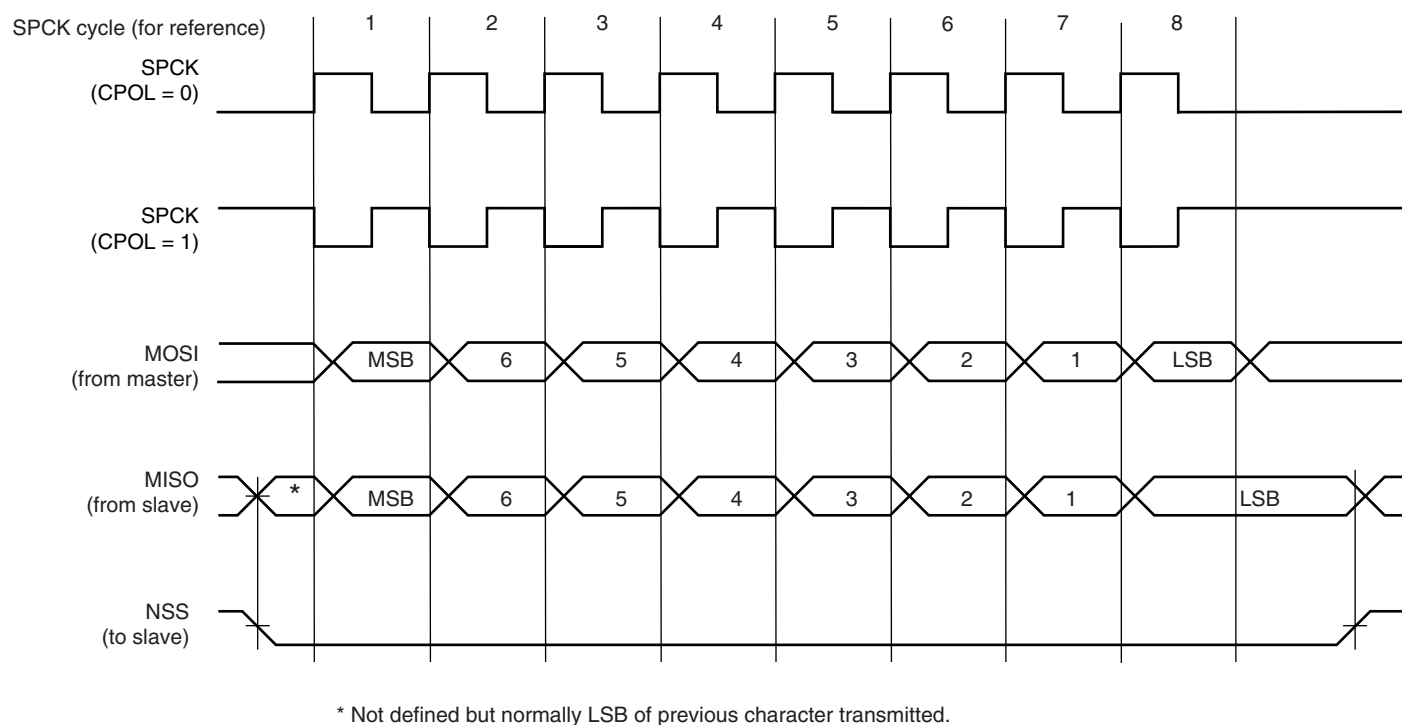 SPCK cycle (for reference) 1 2 3 4 5 6 7 8
SPCK
(CPOL = 0)
SPCK
(CPOL = 1)
MOSI
(from master)
MSB 6 5 4 3 2 1 LSB
MISO
(from slave)
* MSB 6 5 4 3 2 1 LSB
NSS
(to slave)
* Not defined but normally LSB of previous character transmitted.